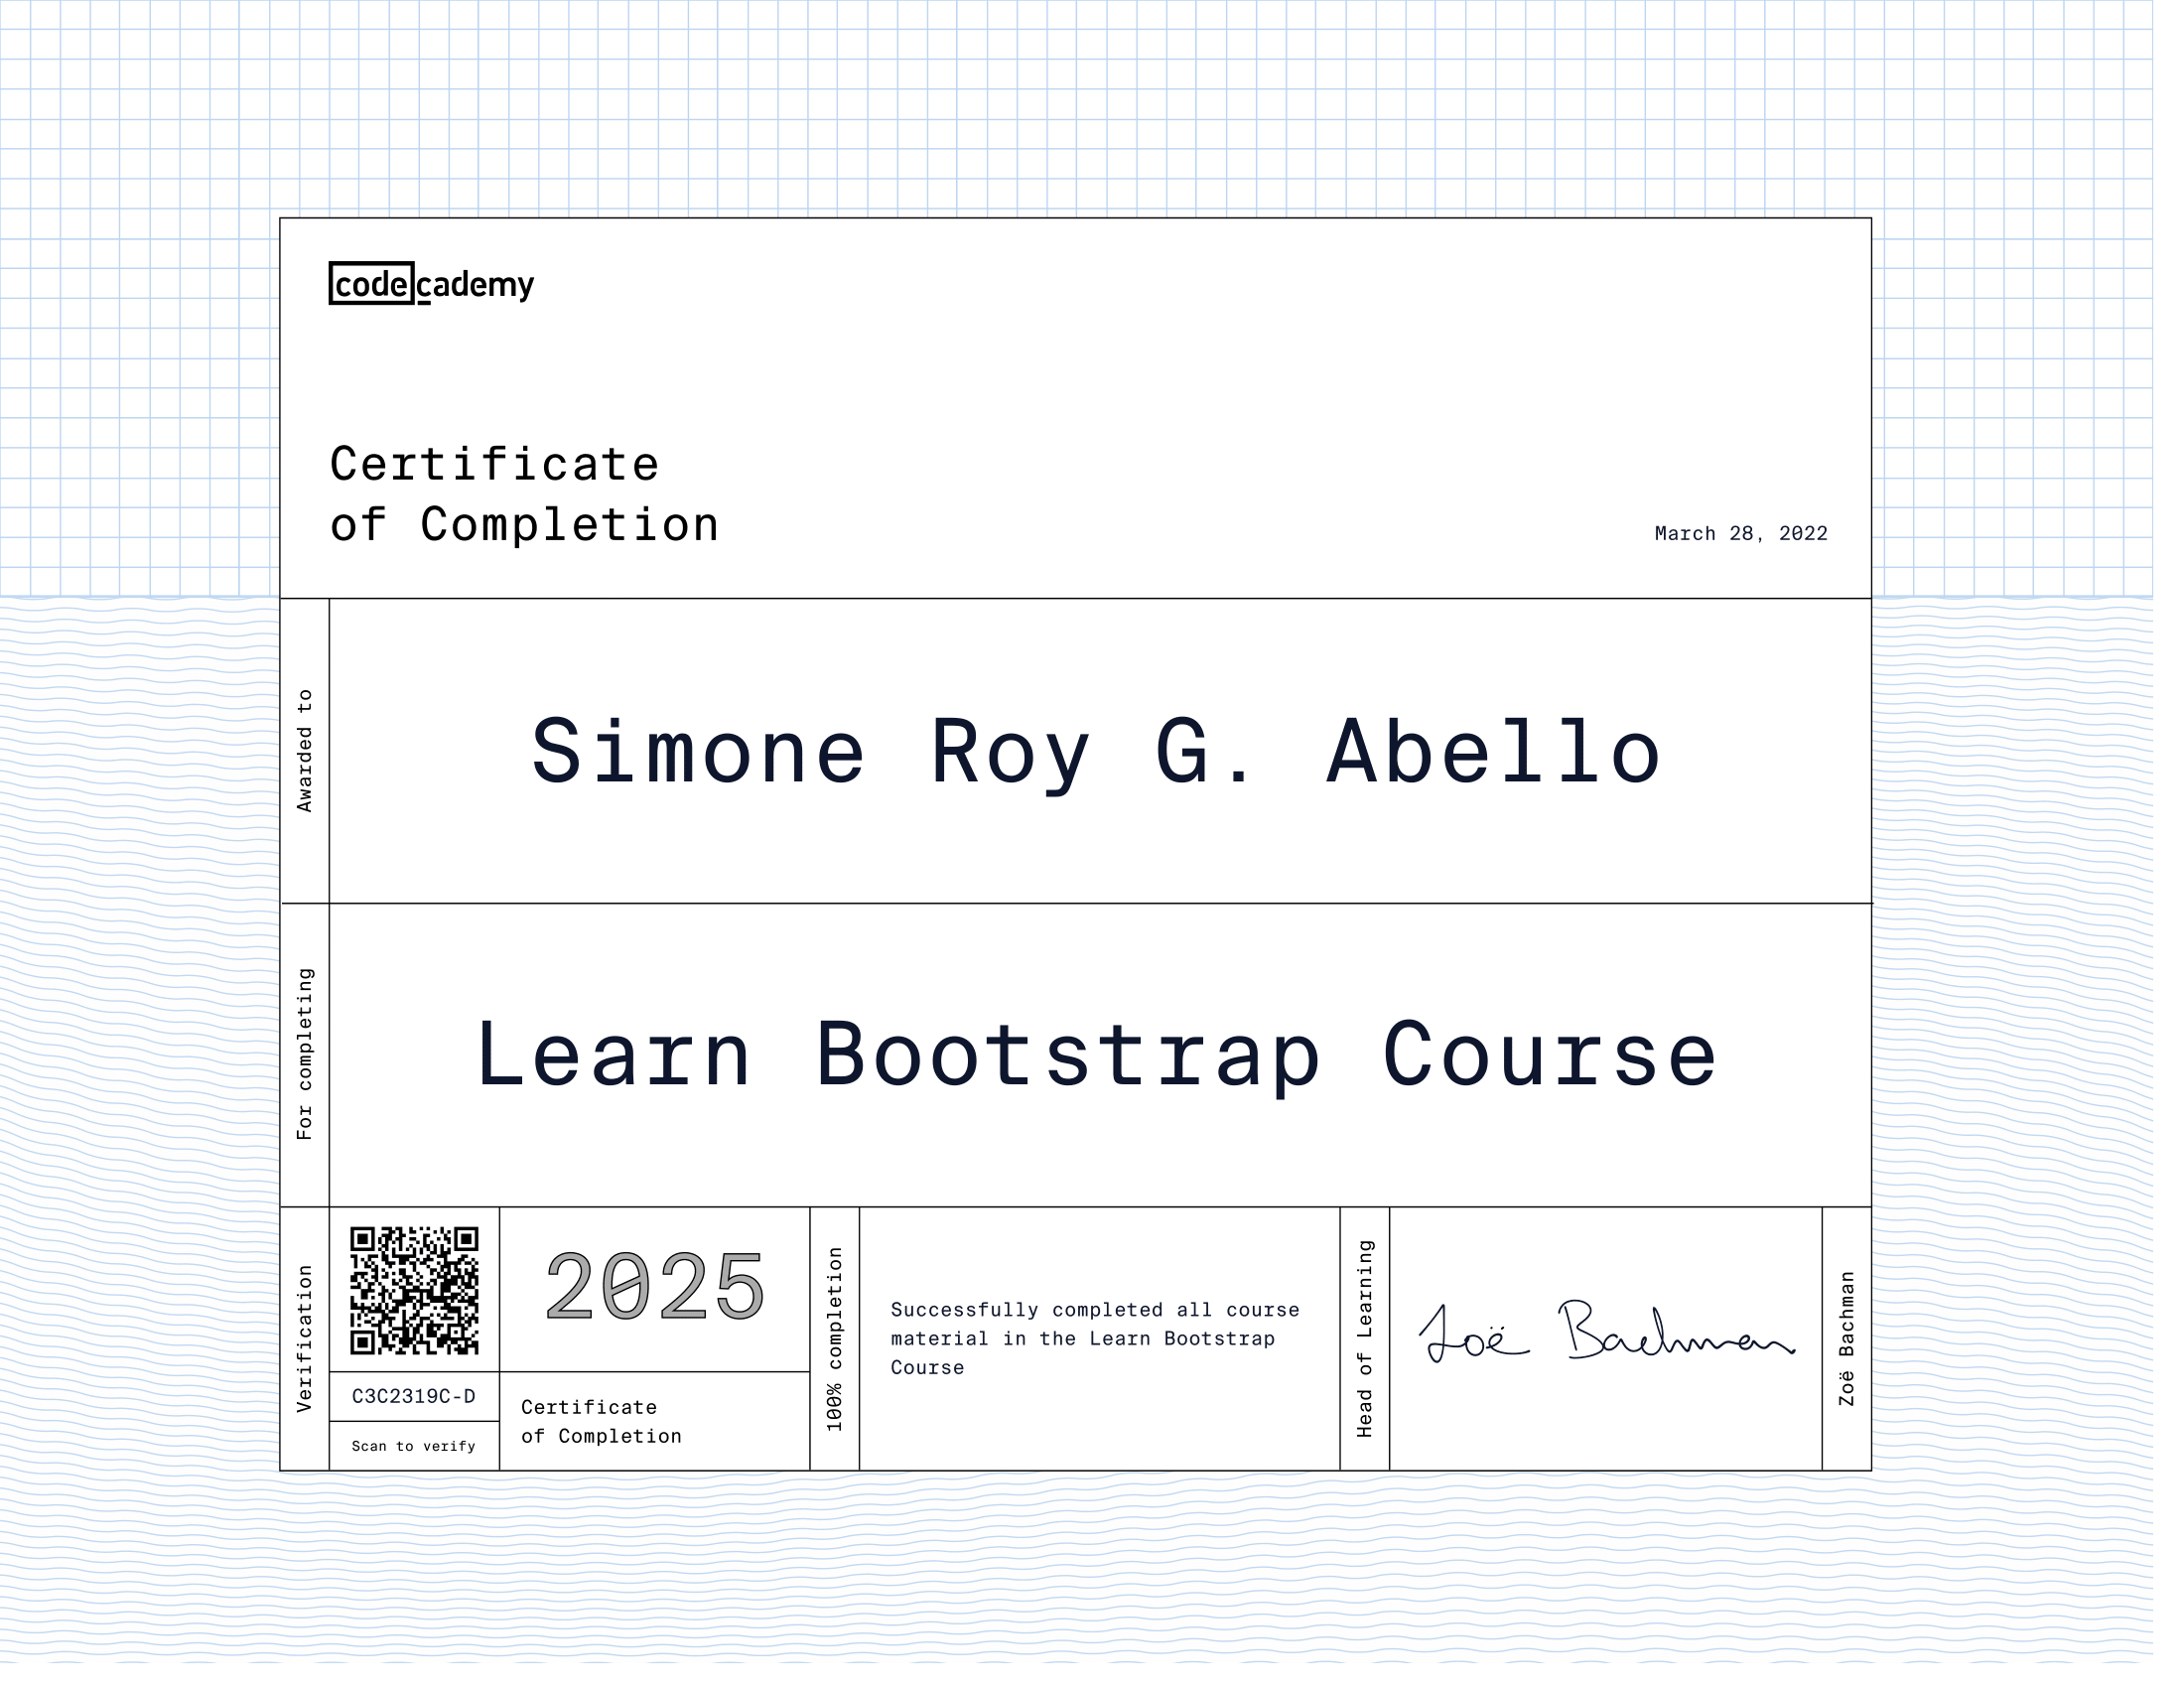 codecademy
Certificate
of Completion
March 28, 2022
Awarded to
Simone Roy G. Abello
For completing
Learn Bootstrap Course
Verification
C3C2319C-D
Scan to verify
2025
Certificate
of Completion
100% completion
Successfully completed all course
material in the Learn Bootstrap
Course
Head of Learning
Zoë Bachman
Zoë Bachman